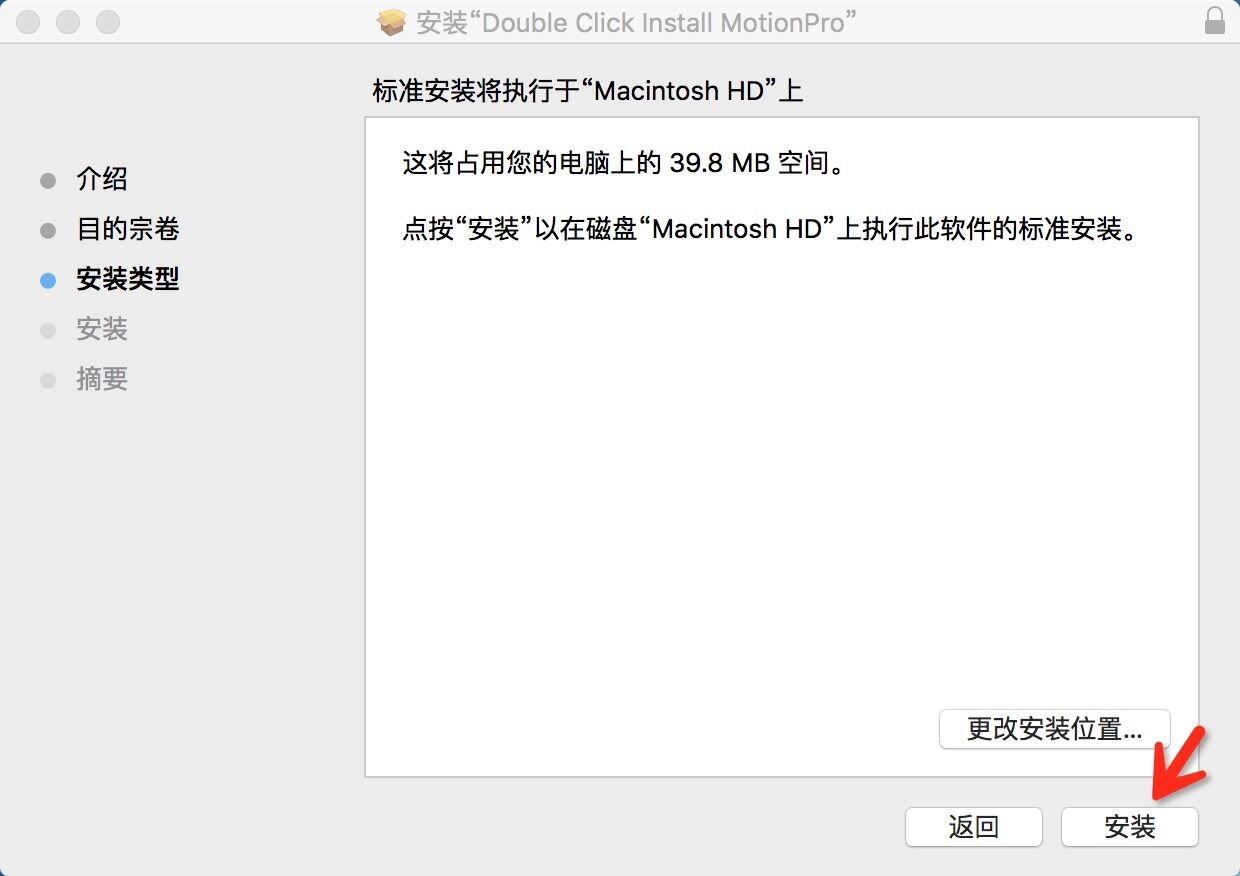 安装“Double Click Install MotionPro”
标准安装将执行于“Macintosh HD”上
介绍
目的宗卷
安装类型
安装
摘要
这将占用您的电脑上的 39.8 MB 空间。
点按“安装”以在磁盘“Macintosh HD”上执行此软件的标准安装。
更改安装位置...
返回
安装